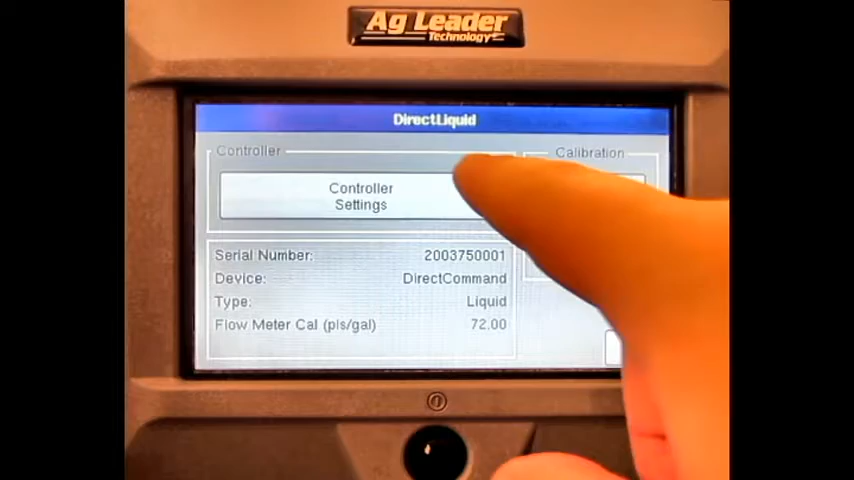 Ag Leader
Technology
DirectLiquid
Controller
Calibration
Controller
Settings
Serial Number: 2003750001
Device: DirectCommand
Type: Liquid
Flow Meter Cal (pls/gal) 72.00